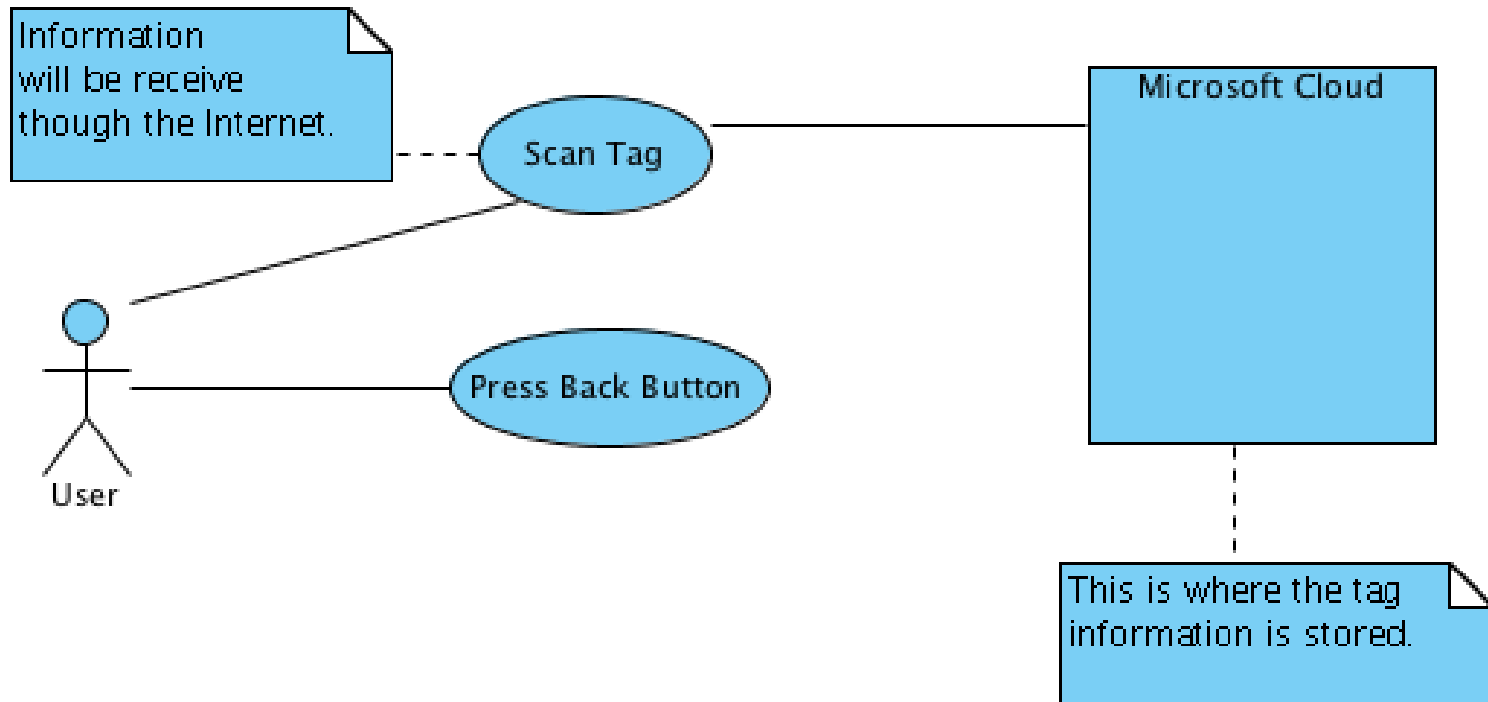 Information
will be receive
though the Internet.
Scan Tag
Microsoft Cloud
Press Back Button
User
This is where the tag
information is stored.